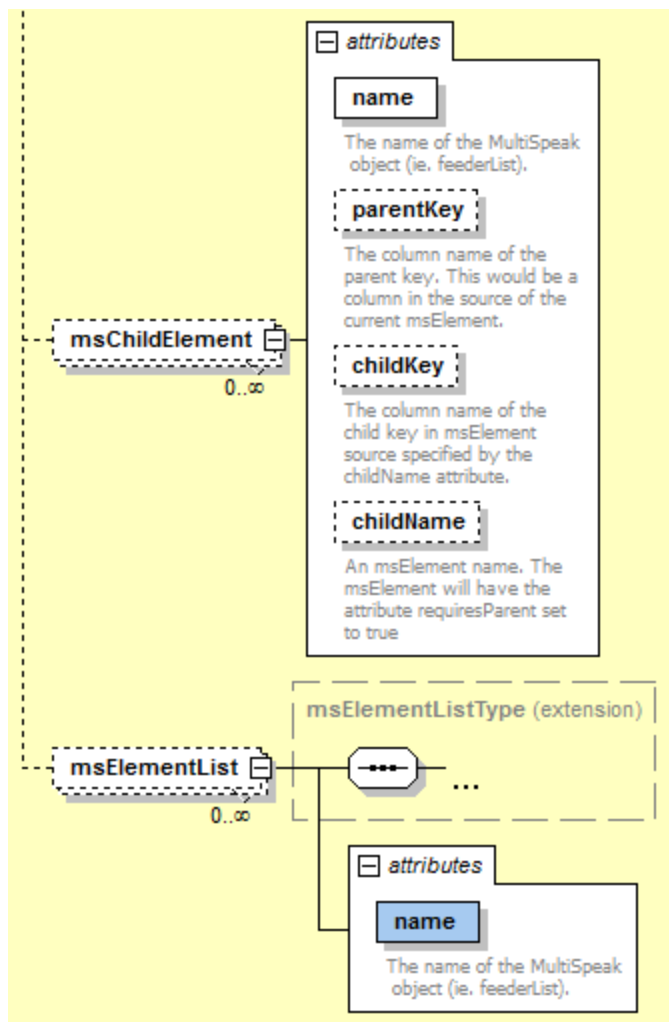 attributes
name
The name of the MultiSpeak
object (ie. feederList).
parentKey
The column name of the
parent key. This would be a
column in the source of the
current msElement.
msChildElement
0..∞
childKey
The column name of the
child key in msElement
source specified by the
childName attribute.
childName
An msElement name. The
msElement will have the
attribute requiresParent set
to true
msElementListType (extension)
msElementList
0..∞
...
attributes
name
The name of the MultiSpeak
object (ie. feederList).